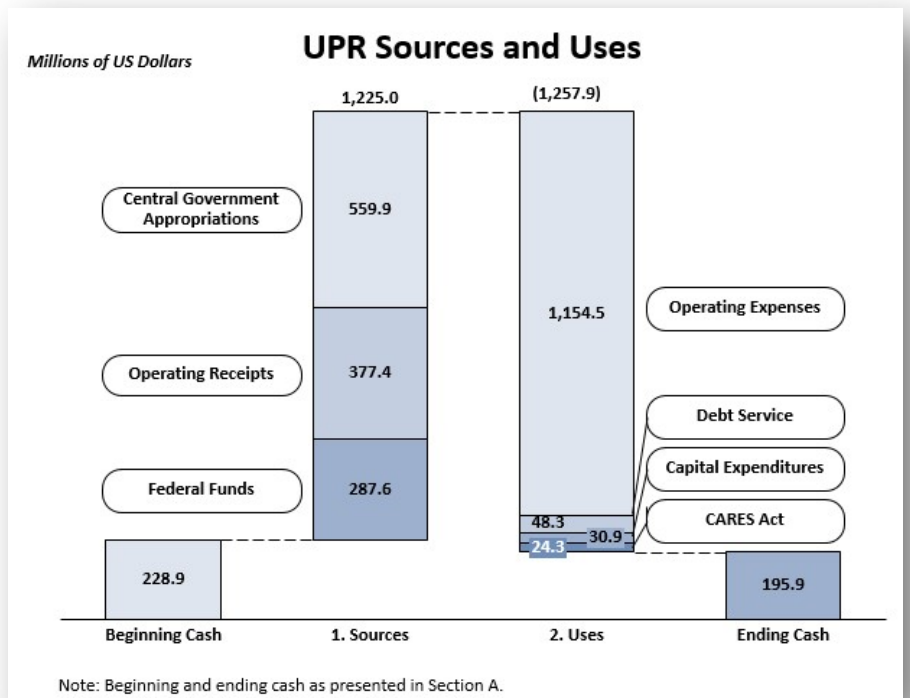 UPR Sources and Uses
Millions of US Dollars
1,225.0
(1,257.9)
Central Government
Appropriations
559.9
1,154.5
Operating Expenses
Operating Receipts
377.4
Debt Service
Capital Expenditures
Federal Funds
287.6
48.3
30.9
CARES Act
24.3
228.9
195.9
Beginning Cash
1. Sources
2. Uses
Ending Cash
Note: Beginning and ending cash as presented in Section A.